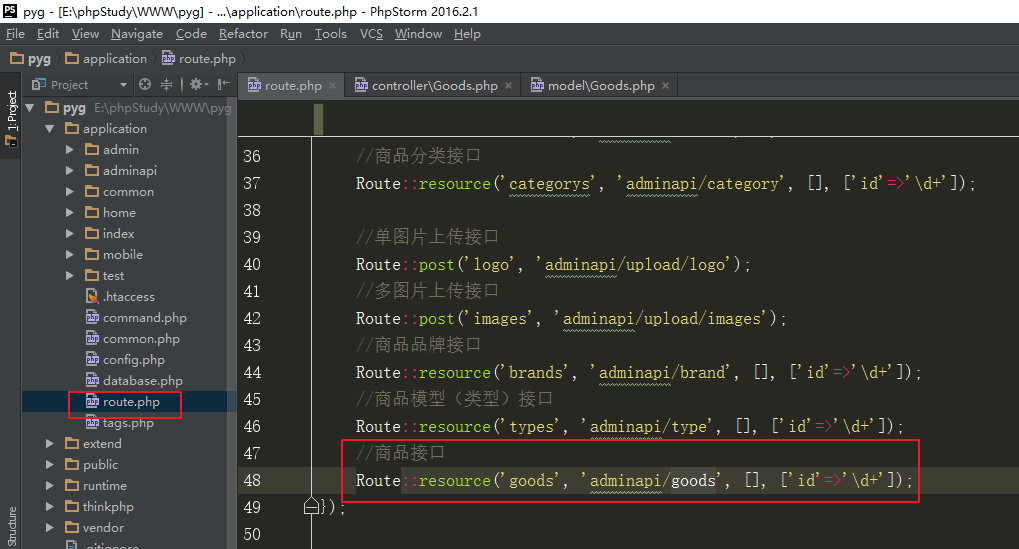 pyg - [E:\phpStudy\WWW\pyg] - ...\application\route.php - PhpStorm 2016.2.1
File Edit View Navigate Code Refactor Run Tools VCS Window Help
pyg application route.php
Project
route.php controller\Goods.php model\Goods.php
1: Project
Structure
pyg E:\phpStudy\WWW\pyg
application
admin
adminapi
common
home
index
mobile
test
.htaccess
command.php
common.php
config.php
database.php
route.php
tags.php
extend
public
runtime
thinkphp
vendor
.gitignore
36 //商品分类接口
37 Route::resource('categorys', 'adminapi/category', [], ['id'=>'\d+']);
38
39 //单图片上传接口
40 Route::post('logo', 'adminapi/upload/logo');
41 //多图片上传接口
42 Route::post('images', 'adminapi/upload/images');
43 //商品品牌接口
44 Route::resource('brands', 'adminapi/brand', [], ['id'=>'\d+']);
45 //商品模型（类型）接口
46 Route::resource('types', 'adminapi/type', [], ['id'=>'\d+']);
47 //商品接口
48 Route::resource('goods', 'adminapi/goods', [], ['id'=>'\d+']);
49 });
50